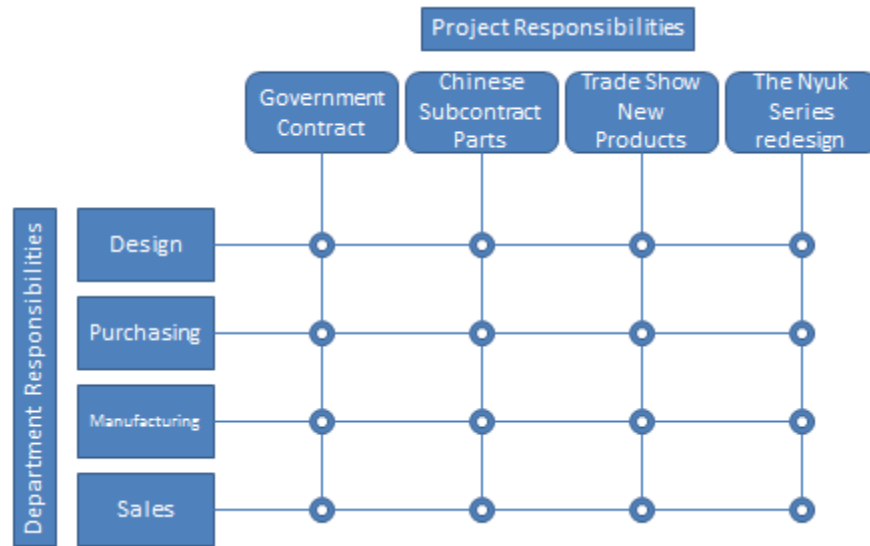 Project Responsibilities
Government
Contract
Chinese
Subcontract
Parts
Trade Show
New
Products
The Nyuk
Series
redesign
Department Responsibilities
Design
Purchasing
Manufacturing
Sales